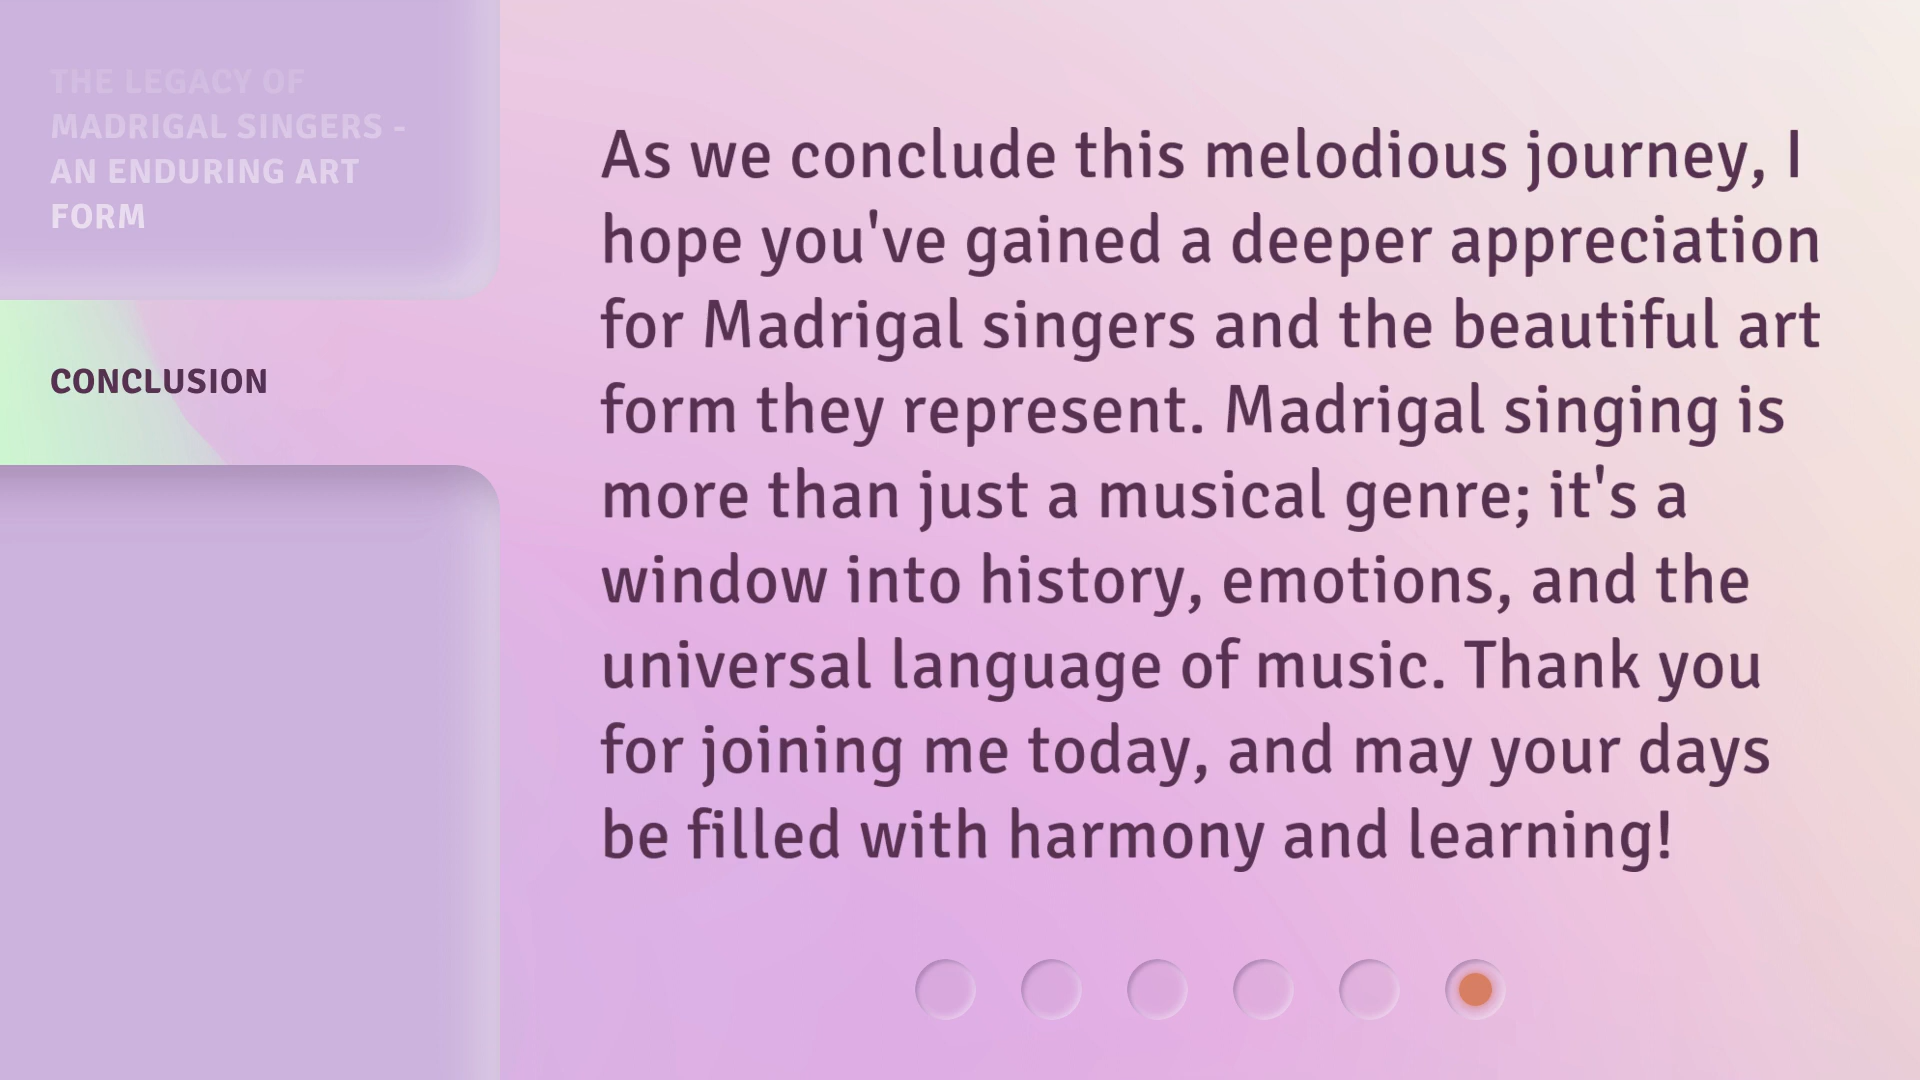 THE LEGACY OF
MADRIGAL SINGERS -
AN ENDURING ART
FORM
CONCLUSION
As we conclude this melodious journey, I
hope you've gained a deeper appreciation
for Madrigal singers and the beautiful art
form they represent. Madrigal singing is
more than just a musical genre; it's a
window into history, emotions, and the
universal language of music. Thank you
for joining me today, and may your days
be filled with harmony and learning!